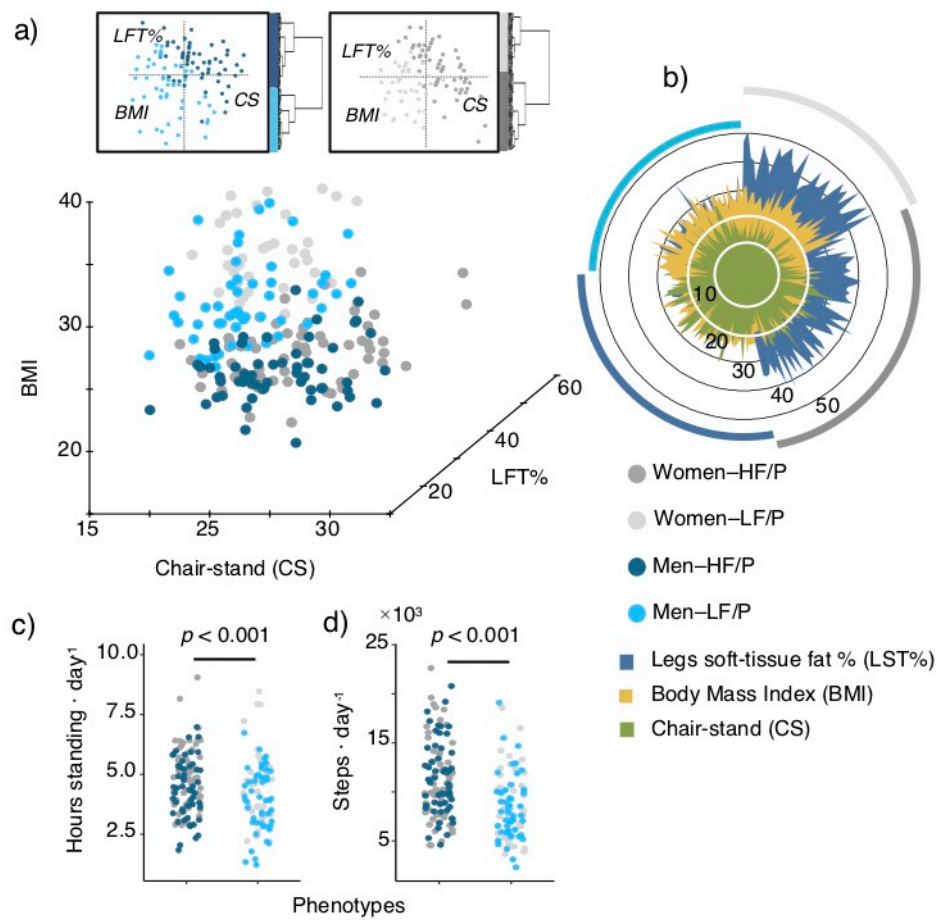 a)
LFT%
BMI
CS
LFT%
BMI
CS
b)
10
20
30
40
50
40
30
20
BMI
15
25
30
Chair-stand (CS)
20
40
60
LFT%
Women–HF/P
Women–LF/P
Men–HF/P
Men–LF/P
Legs soft-tissue fat % (LST%)
Body Mass Index (BMI)
Chair-stand (CS)
c)
p < 0.001
10.0
7.5
5.0
2.5
Hours standing · day⁻¹
d)
×10³
p < 0.001
25
15
5
Steps · day⁻¹
Phenotypes